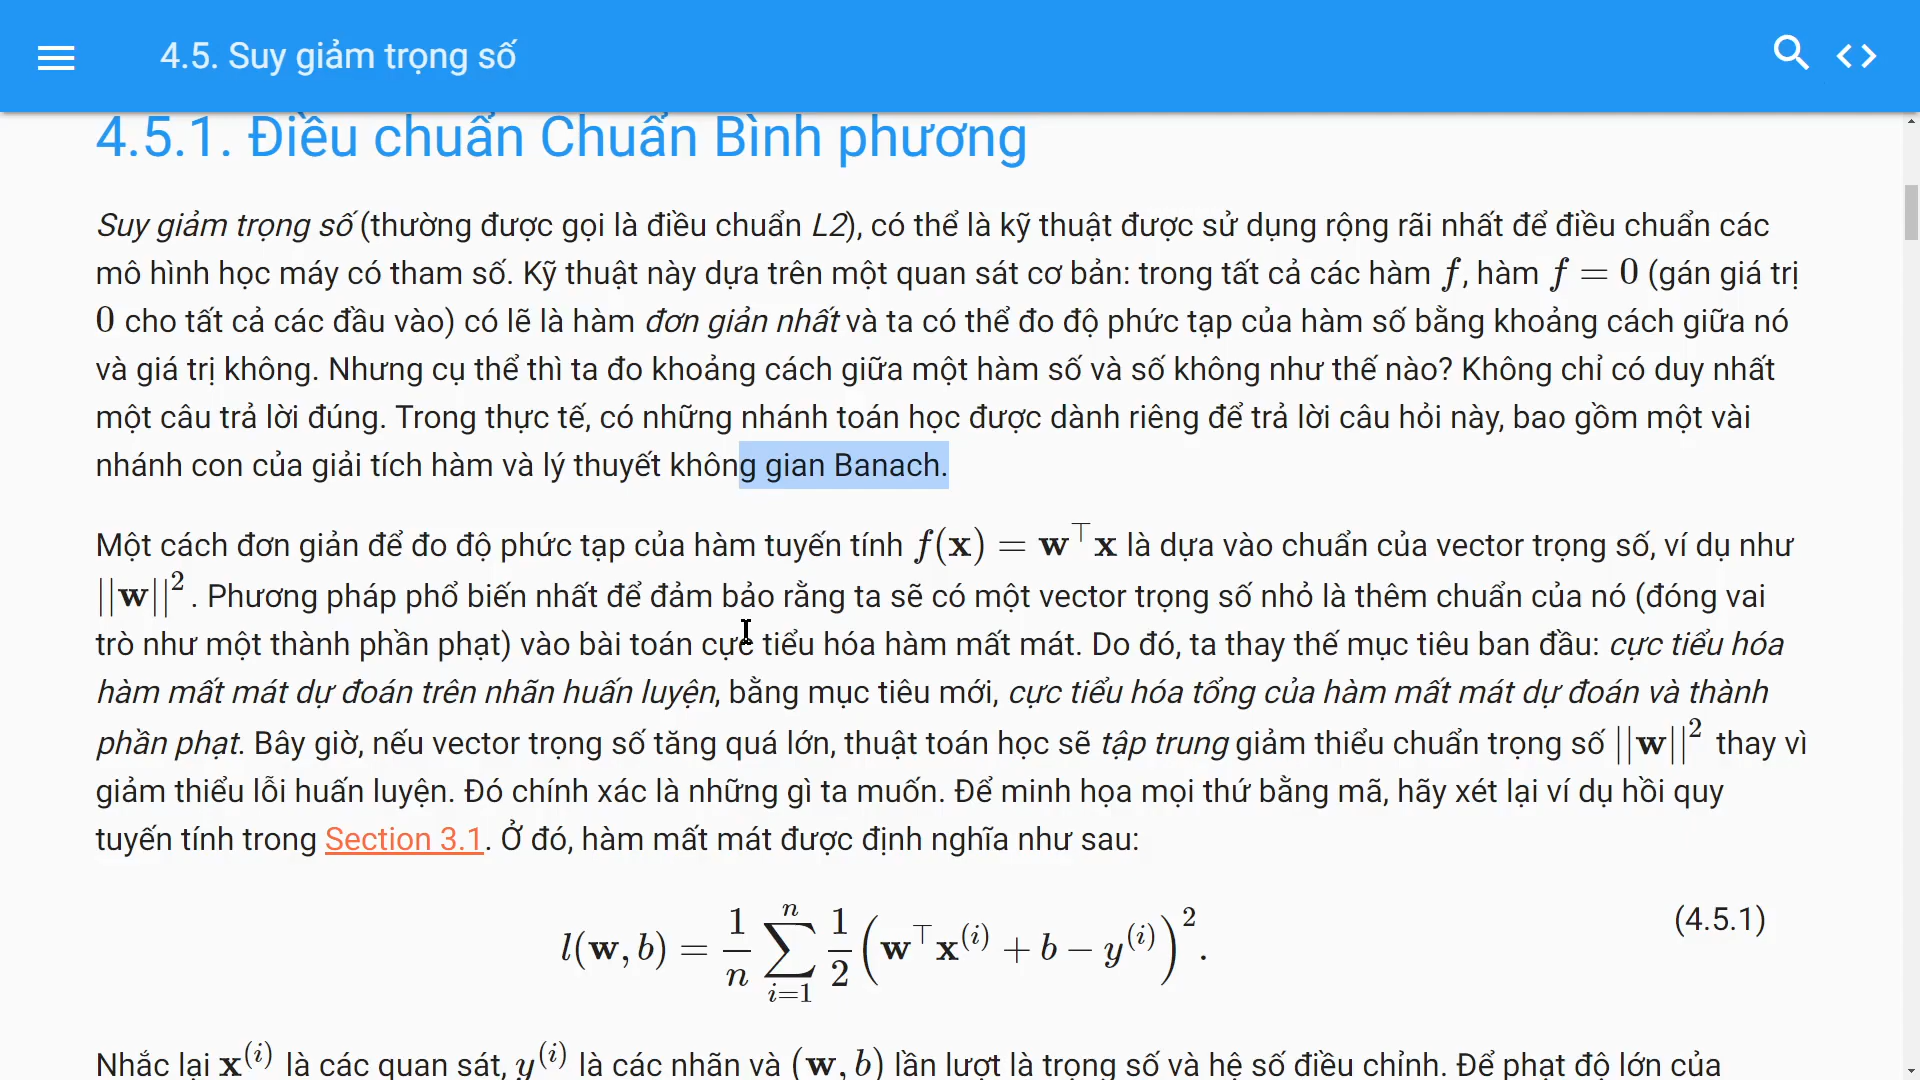 4.5. Suy giảm trọng số
4.5.1. Điều chuẩn Chuẩn Bình phương
Suy giảm trọng số (thường được gọi là điều chuẩn L2), có thể là kỹ thuật được sử dụng rộng rãi nhất để điều chuẩn các
mô hình học máy có tham số. Kỹ thuật này dựa trên một quan sát cơ bản: trong tất cả các hàm f, hàm f = 0 (gán giá trị
0 cho tất cả các đầu vào) có lẽ là hàm đơn giản nhất và ta có thể đo độ phức tạp của hàm số bằng khoảng cách giữa nó
và giá trị không. Nhưng cụ thể thì ta đo khoảng cách giữa một hàm số và số không như thế nào? Không chỉ có duy nhất
một câu trả lời đúng. Trong thực tế, có những nhánh toán học được dành riêng để trả lời câu hỏi này, bao gồm một vài
nhánh con của giải tích hàm và lý thuyết không gian Banach.
Một cách đơn giản để đo độ phức tạp của hàm tuyến tính f(x) = w⊤x là dựa vào chuẩn của vector trọng số, ví dụ như
||w||². Phương pháp phổ biến nhất để đảm bảo rằng ta sẽ có một vector trọng số nhỏ là thêm chuẩn của nó (đóng vai
trò như một thành phần phạt) vào bài toán cực tiểu hóa hàm mất mát. Do đó, ta thay thế mục tiêu ban đầu: cực tiểu hóa
hàm mất mát dự đoán trên nhãn huấn luyện, bằng mục tiêu mới, cực tiểu hóa tổng của hàm mất mát dự đoán và thành
phần phạt. Bây giờ, nếu vector trọng số tăng quá lớn, thuật toán học sẽ tập trung giảm thiểu chuẩn trọng số ||w||² thay vì
giảm thiểu lỗi huấn luyện. Đó chính xác là những gì ta muốn. Để minh họa mọi thứ bằng mã, hãy xét lại ví dụ hồi quy
tuyến tính trong Section 3.1. Ở đó, hàm mất mát được định nghĩa như sau:
l(w, b) = 1/n ∑_{i=1}^{n} 1/2 (w⊤x^{(i)} + b − y^{(i)})². (4.5.1)
Nhắc lại x^{(i)} là các quan sát, y^{(i)} là các nhãn và (w, b) lần lượt là trọng số và hệ số điều chỉnh. Để phạt độ lớn của